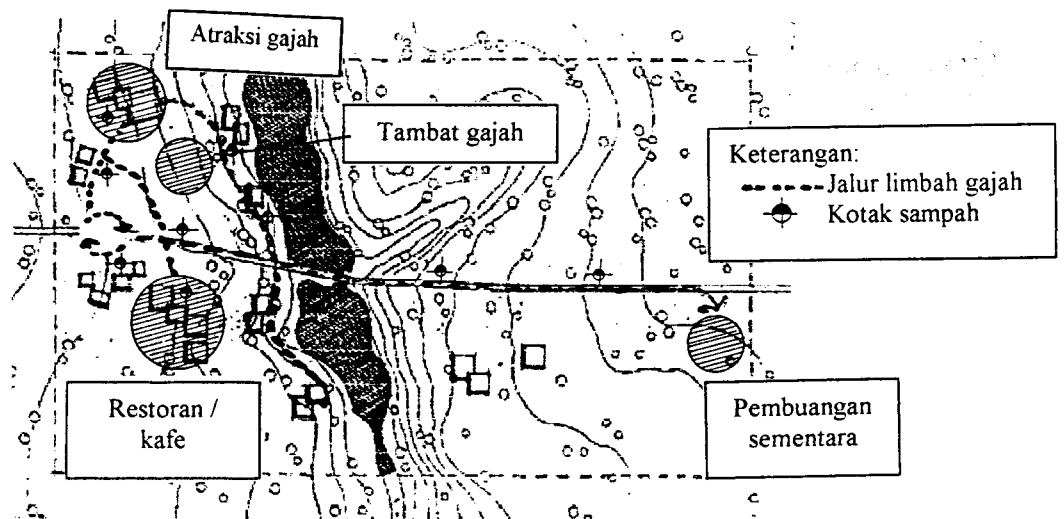 Atraksi gajah
Tambat gajah
Keterangan:
Jalur limbah gajah
Kotak sampah
Restoran /
kafe
Pembuangan
sementara